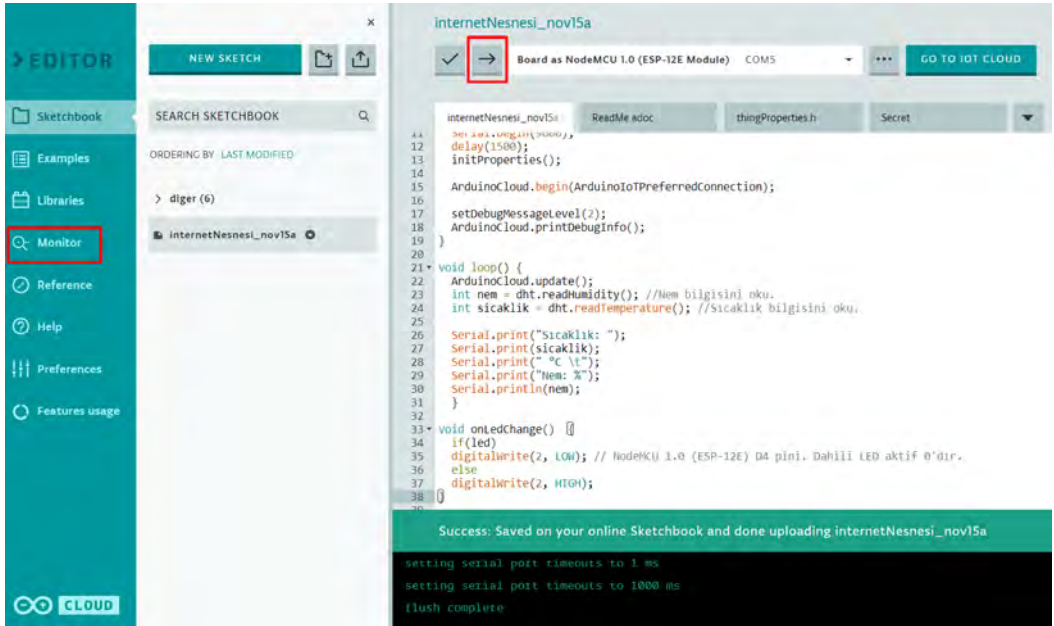 EDITOR
Sketchbook
Examples
Libraries
Monitor
Reference
Help
Preferences
Features usage
CLOUD
×
NEW SKETCH
SEARCH SKETCHBOOK
ORDERING BY LAST MODIFIED
> diger (6)
internetNesnesi_nov15a
internetNesnesi_nov15a
Board as NodeMCU 1.0 (ESP-12E Module) COM5
GO TO IOT CLOUD
internetNesnesi_nov15a ReadMe adoc thingProperties.h Secret
11 Serial.begin(9600);
12 delay(1500);
13 initProperties();
14
15 ArduinoCloud.begin(ArduinoIoTPreferredConnection);
16
17 setDebugMessageLevel(2);
18 ArduinoCloud.printDebugInfo();
19 }
20
21 void loop() {
22 ArduinoCloud.update();
23 int nem = dht.readHumidity(); //Nem bilgisini oku.
24 int sicaklik = dht.readTemperature(); //Sıcaklık bilgisini oku.
25
26 Serial.print("Sıcaklık: ");
27 Serial.print(sicaklik);
28 Serial.print(" °C \t");
29 Serial.print("Nem: %");
30 Serial.println(nem);
31 }
32
33 void onLedChange() {
34 if(led)
35 digitalWrite(2, LOW); // NodeMCU 1.0 (ESP-12E) D4 pini. Dahili LED aktif 0'dır.
36 else
37 digitalWrite(2, HIGH);
38 }
Success: Saved on your online Sketchbook and done uploading internetNesnesi_nov15a
setting serial port timeouts to 1 ms
setting serial port timeouts to 1000 ms
flush complete